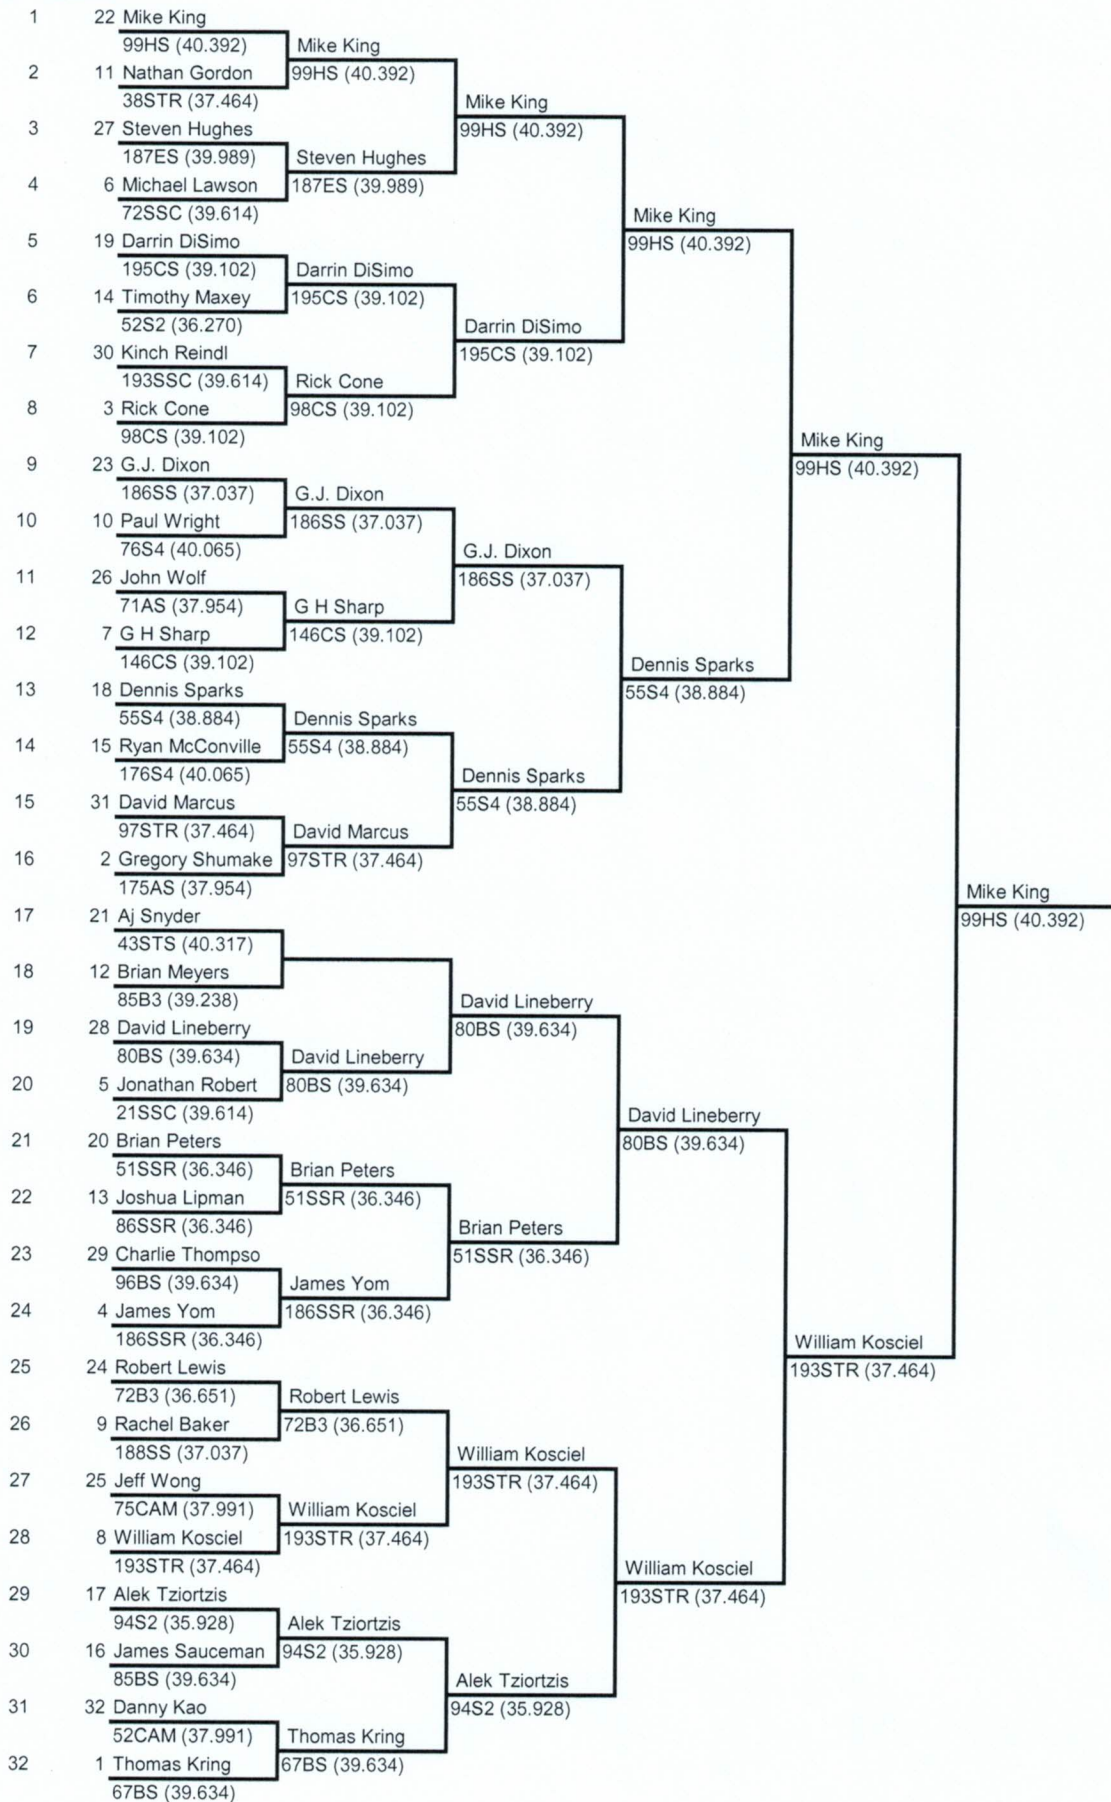 1 22 Mike King
99HS (40.392)
2 11 Nathan Gordon
38STR (37.464)
3 27 Steven Hughes
187ES (39.989)
4 6 Michael Lawson
72SSC (39.614)
5 19 Darrin DiSimo
195CS (39.102)
6 14 Timothy Maxey
52S2 (36.270)
7 30 Kinch Reindl
193SSC (39.614)
8 3 Rick Cone
98CS (39.102)
9 23 G.J. Dixon
186SS (37.037)
10 10 Paul Wright
76S4 (40.065)
11 26 John Wolf
71AS (37.954)
12 7 G H Sharp
146CS (39.102)
13 18 Dennis Sparks
55S4 (38.884)
14 15 Ryan McConville
176S4 (40.065)
15 31 David Marcus
97STR (37.464)
16 2 Gregory Shumake
175AS (37.954)
17 21 Aj Snyder
43STS (40.317)
18 12 Brian Meyers
85B3 (39.238)
19 28 David Lineberry
80BS (39.634)
20 5 Jonathan Robert
21SSC (39.614)
21 20 Brian Peters
51SSR (36.346)
22 13 Joshua Lipman
86SSR (36.346)
23 29 Charlie Thompso
96BS (39.634)
24 4 James Yom
186SSR (36.346)
25 24 Robert Lewis
72B3 (36.651)
26 9 Rachel Baker
188SS (37.037)
27 25 Jeff Wong
75CAM (37.991)
28 8 William Kosciel
193STR (37.464)
29 17 Alek Tziortzis
94S2 (35.928)
30 16 James Sauceman
85BS (39.634)
31 32 Danny Kao
52CAM (37.991)
32 1 Thomas Kring
67BS (39.634)
Mike King
99HS (40.392)
Steven Hughes
187ES (39.989)
Darrin DiSimo
195CS (39.102)
Rick Cone
98CS (39.102)
G.J. Dixon
186SS (37.037)
G H Sharp
146CS (39.102)
Dennis Sparks
55S4 (38.884)
David Marcus
97STR (37.464)
David Lineberry
80BS (39.634)
Brian Peters
51SSR (36.346)
James Yom
186SSR (36.346)
Robert Lewis
72B3 (36.651)
William Kosciel
193STR (37.464)
Alek Tziortzis
94S2 (35.928)
Thomas Kring
67BS (39.634)
Mike King
99HS (40.392)
Darrin DiSimo
195CS (39.102)
G.J. Dixon
186SS (37.037)
Dennis Sparks
55S4 (38.884)
David Lineberry
80BS (39.634)
Brian Peters
51SSR (36.346)
William Kosciel
193STR (37.464)
Alek Tziortzis
94S2 (35.928)
Mike King
99HS (40.392)
Dennis Sparks
55S4 (38.884)
David Lineberry
80BS (39.634)
William Kosciel
193STR (37.464)
Mike King
99HS (40.392)
William Kosciel
193STR (37.464)
Mike King
99HS (40.392)